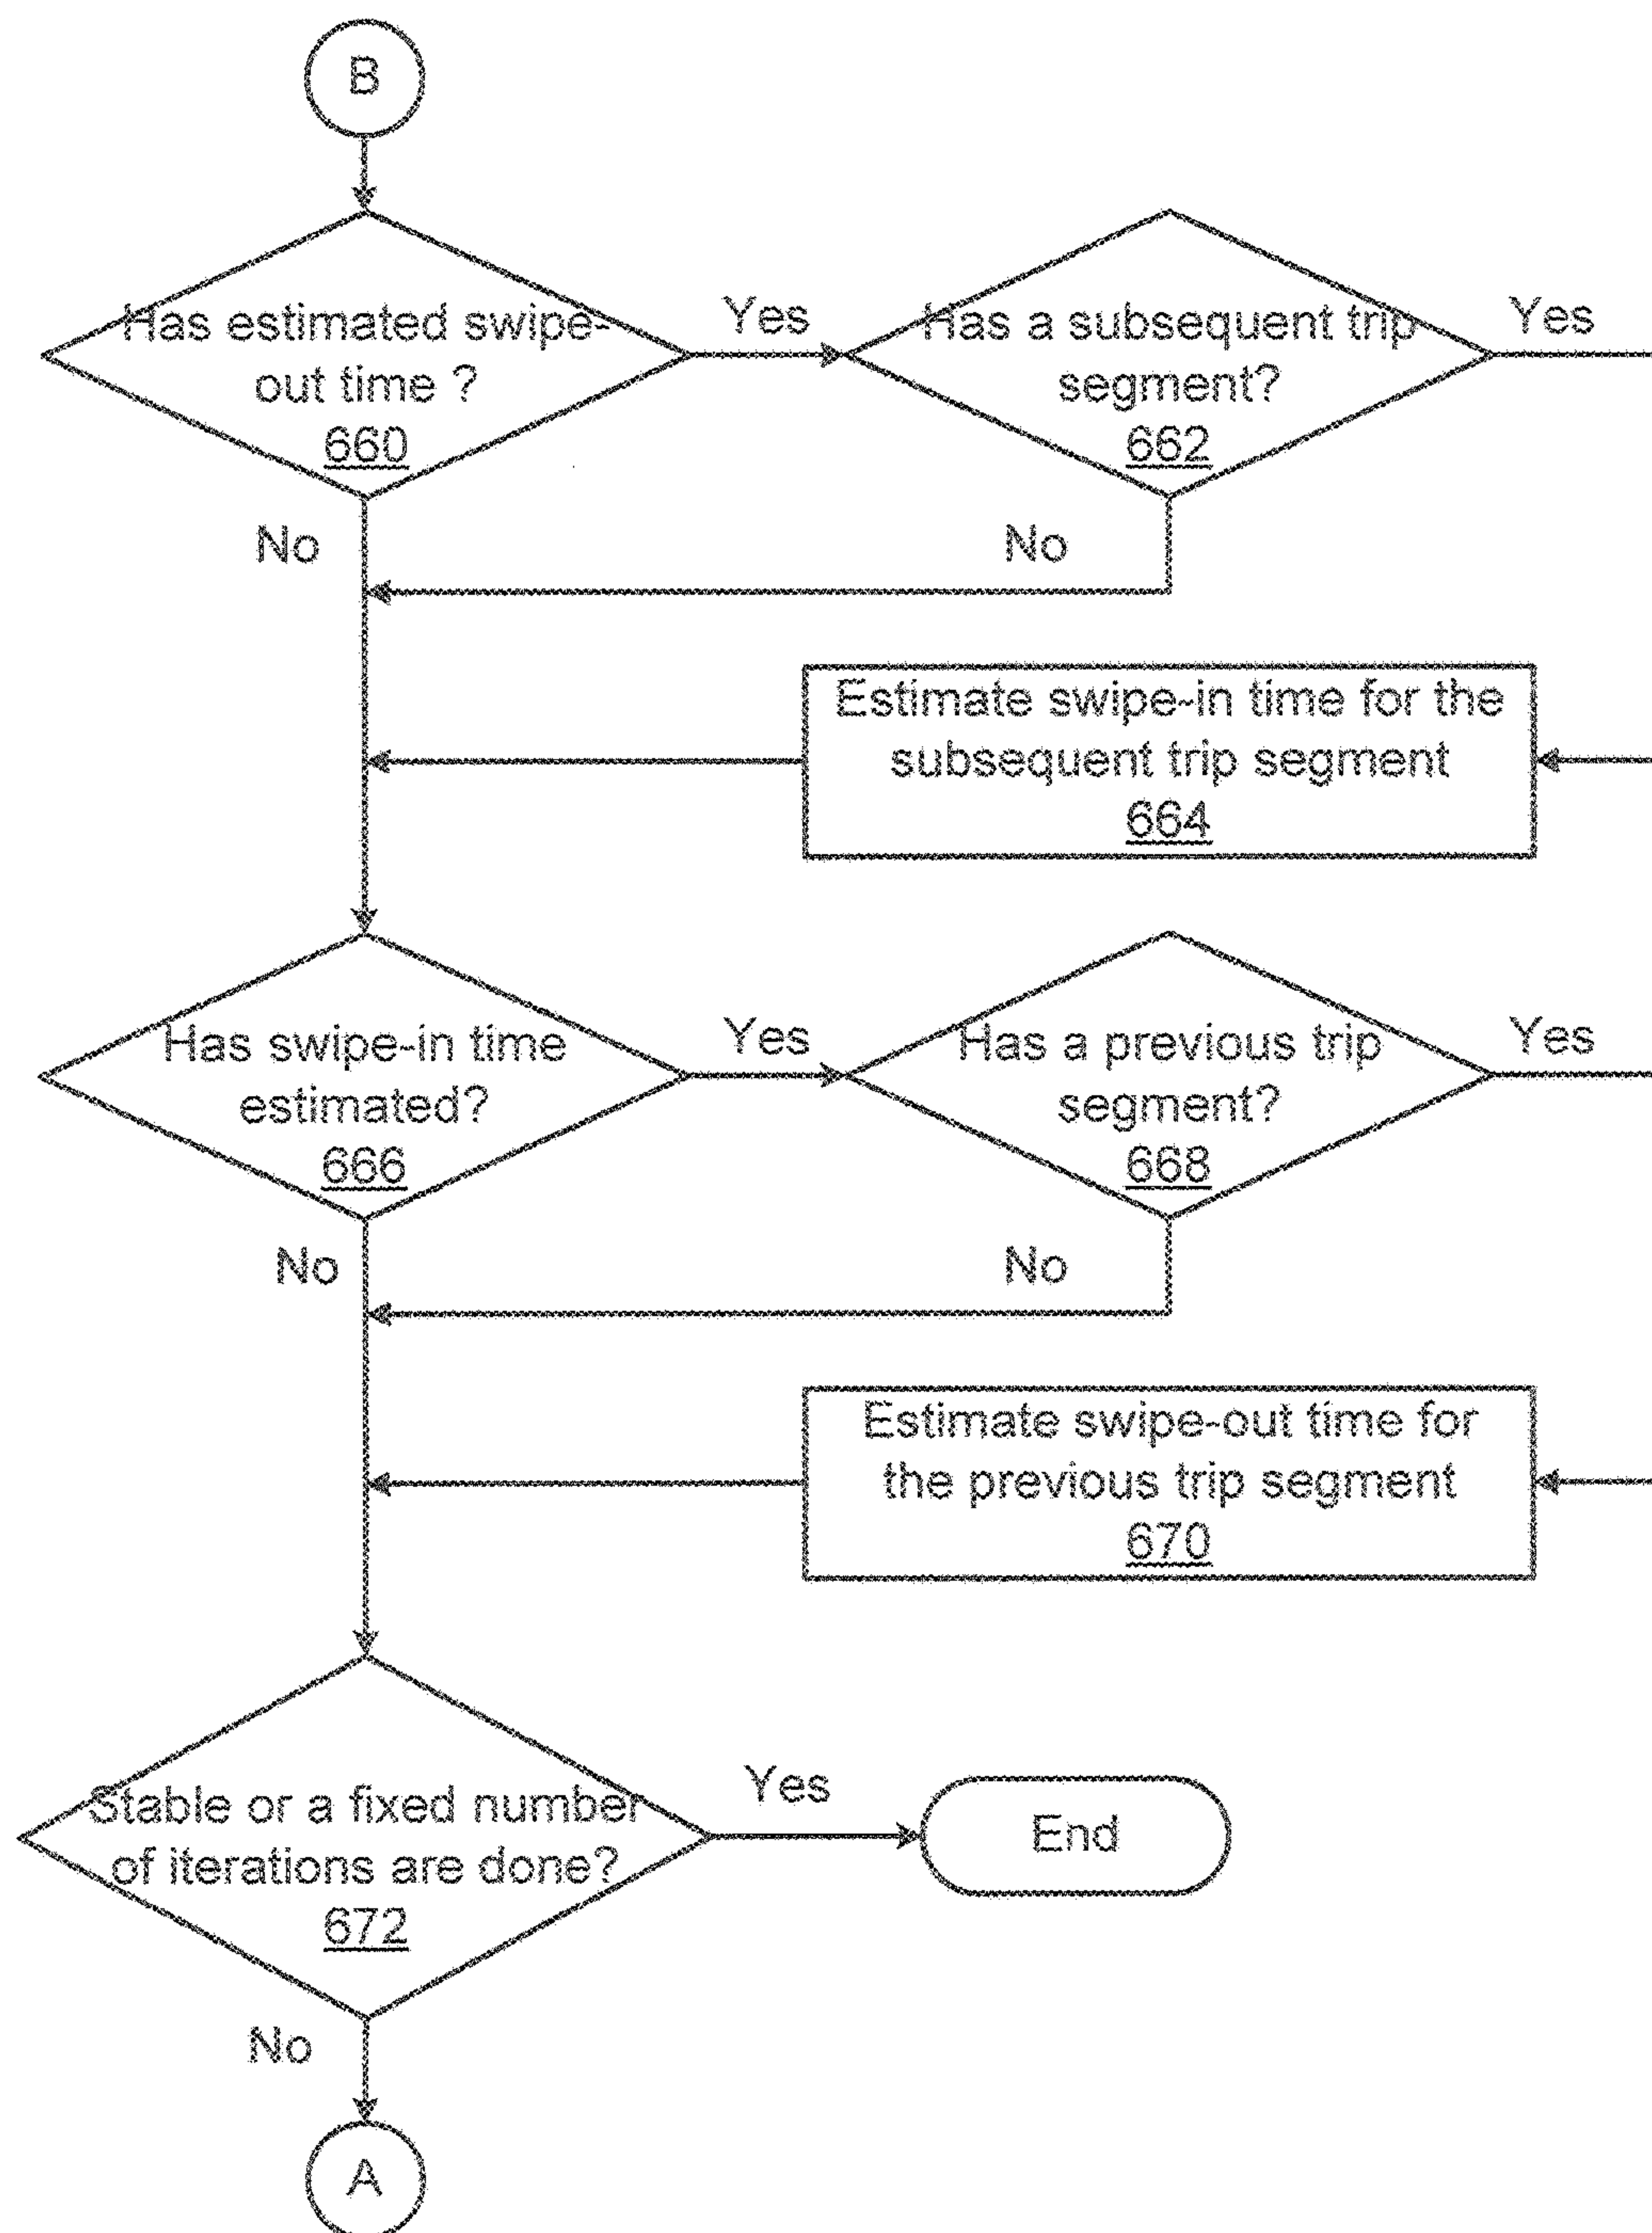 B
Has estimated swipe-
out time ?
660
Yes
Has a subsequent trip
segment?
662
Yes
No
No
Estimate swipe-in time for the
subsequent trip segment
664
Has swipe-in time
estimated?
666
Yes
Has a previous trip
segment?
668
Yes
No
No
Estimate swipe-out time for
the previous trip segment
670
Stable or a fixed number
of iterations are done?
672
Yes
End
No
A